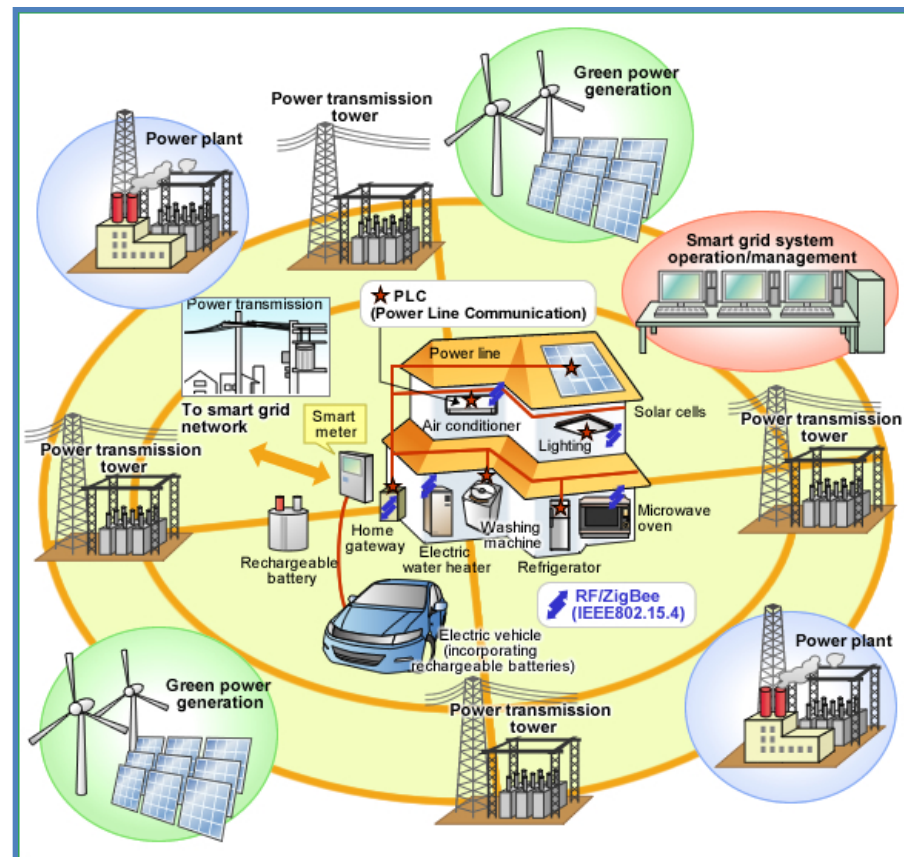 Green power
generation
Power transmission
tower
Power plant
Smart grid system
operation/management
PLC
(Power Line Communication)
Power transmission
Power line
To smart grid
network
Smart
meter
Air conditioner
Solar cells
Lighting
Power transmission
tower
Power transmission
tower
Rechargeable
battery
Home
gateway
Electric
water heater
Washing
machine
Refrigerator
Microwave
oven
RF/ZigBee
(IEEE802.15.4)
Electric vehicle
(incorporating
rechargeable batteries)
Power plant
Green power
generation
Power transmission
tower